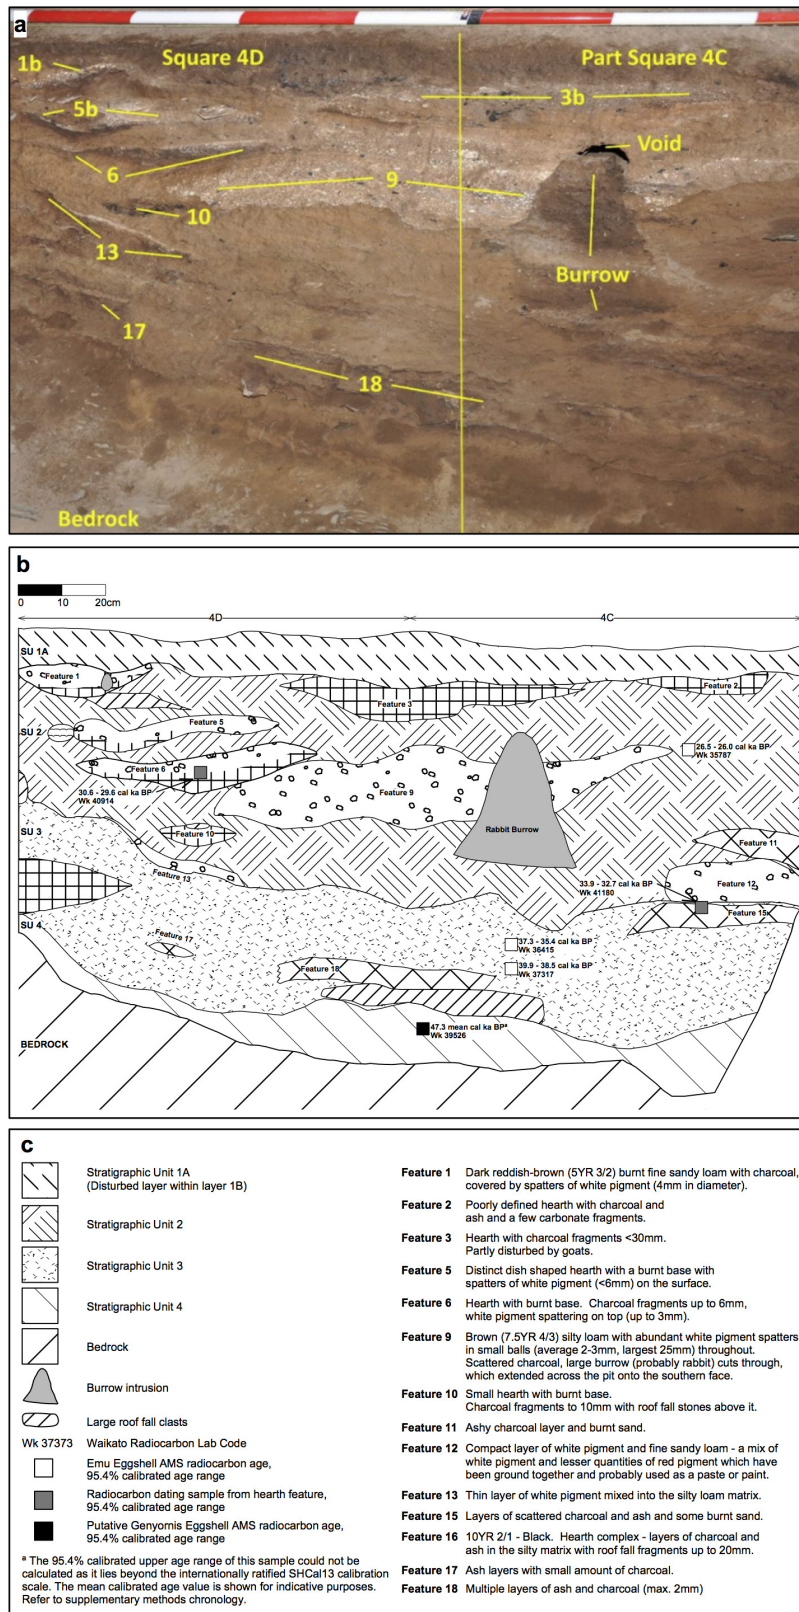 a
Square 4D
Part Square 4C
1b
5b
3b
Void
6
9
10
13
Burrow
17
18
Bedrock
b
0 10 20cm
4D
4C
SU 1A
Feature 1
Feature 2
Feature 3
Feature 5
SU 2
26.5 - 26.0 cal ka BP
Wk 35787
Feature 6
30.6 - 29.6 cal ka BP
Wk 40914
Feature 9
SU 3
Feature 10
Rabbit Burrow
Feature 11
Feature 13
33.9 - 32.7 cal ka BP
Wk 41180
Feature 12
Feature 15
SU 4
Feature 17
37.3 - 35.4 cal ka BP
Wk 36415
Feature 18
39.9 - 38.5 cal ka BP
Wk 37317
47.3 mean cal ka BPª
Wk 39526
BEDROCK
c
Stratigraphic Unit 1A
(Disturbed layer within layer 1B)
Stratigraphic Unit 2
Stratigraphic Unit 3
Stratigraphic Unit 4
Bedrock
Burrow intrusion
Large roof fall clasts
Wk 37373 Waikato Radiocarbon Lab Code
Emu Eggshell AMS radiocarbon age,
95.4% calibrated age range
Radiocarbon dating sample from hearth feature,
95.4% calibrated age range
Putative Genyornis Eggshell AMS radiocarbon age,
95.4% calibrated age range
ª The 95.4% calibrated upper age range of this sample could not be
calculated as it lies beyond the internationally ratified SHCal13 calibration
scale. The mean calibrated age value is shown for indicative purposes.
Refer to supplementary methods chronology.
Feature 1 Dark reddish-brown (5YR 3/2) burnt fine sandy loam with charcoal,
covered by spatters of white pigment (4mm in diameter).
Feature 2 Poorly defined hearth with charcoal and
ash and a few carbonate fragments.
Feature 3 Hearth with charcoal fragments <30mm.
Partly disturbed by goats.
Feature 5 Distinct dish shaped hearth with a burnt base with
spatters of white pigment (<6mm) on the surface.
Feature 6 Hearth with burnt base. Charcoal fragments up to 6mm,
white pigment spattering on top (up to 3mm).
Feature 9 Brown (7.5YR 4/3) silty loam with abundant white pigment spatters
in small balls (average 2-3mm, largest 25mm) throughout.
Scattered charcoal, large burrow (probably rabbit) cuts through,
which extended across the pit onto the southern face.
Feature 10 Small hearth with burnt base.
Charcoal fragments to 10mm with roof fall stones above it.
Feature 11 Ashy charcoal layer and burnt sand.
Feature 12 Compact layer of white pigment and fine sandy loam - a mix of
white pigment and lesser quantities of red pigment which have
been ground together and probably used as a paste or paint.
Feature 13 Thin layer of white pigment mixed into the silty loam matrix.
Feature 15 Layers of scattered charcoal and ash and some burnt sand.
Feature 16 10YR 2/1 - Black. Hearth complex - layers of charcoal and
ash in the silty matrix with roof fall fragments up to 20mm.
Feature 17 Ash layers with small amount of charcoal.
Feature 18 Multiple layers of ash and charcoal (max. 2mm)